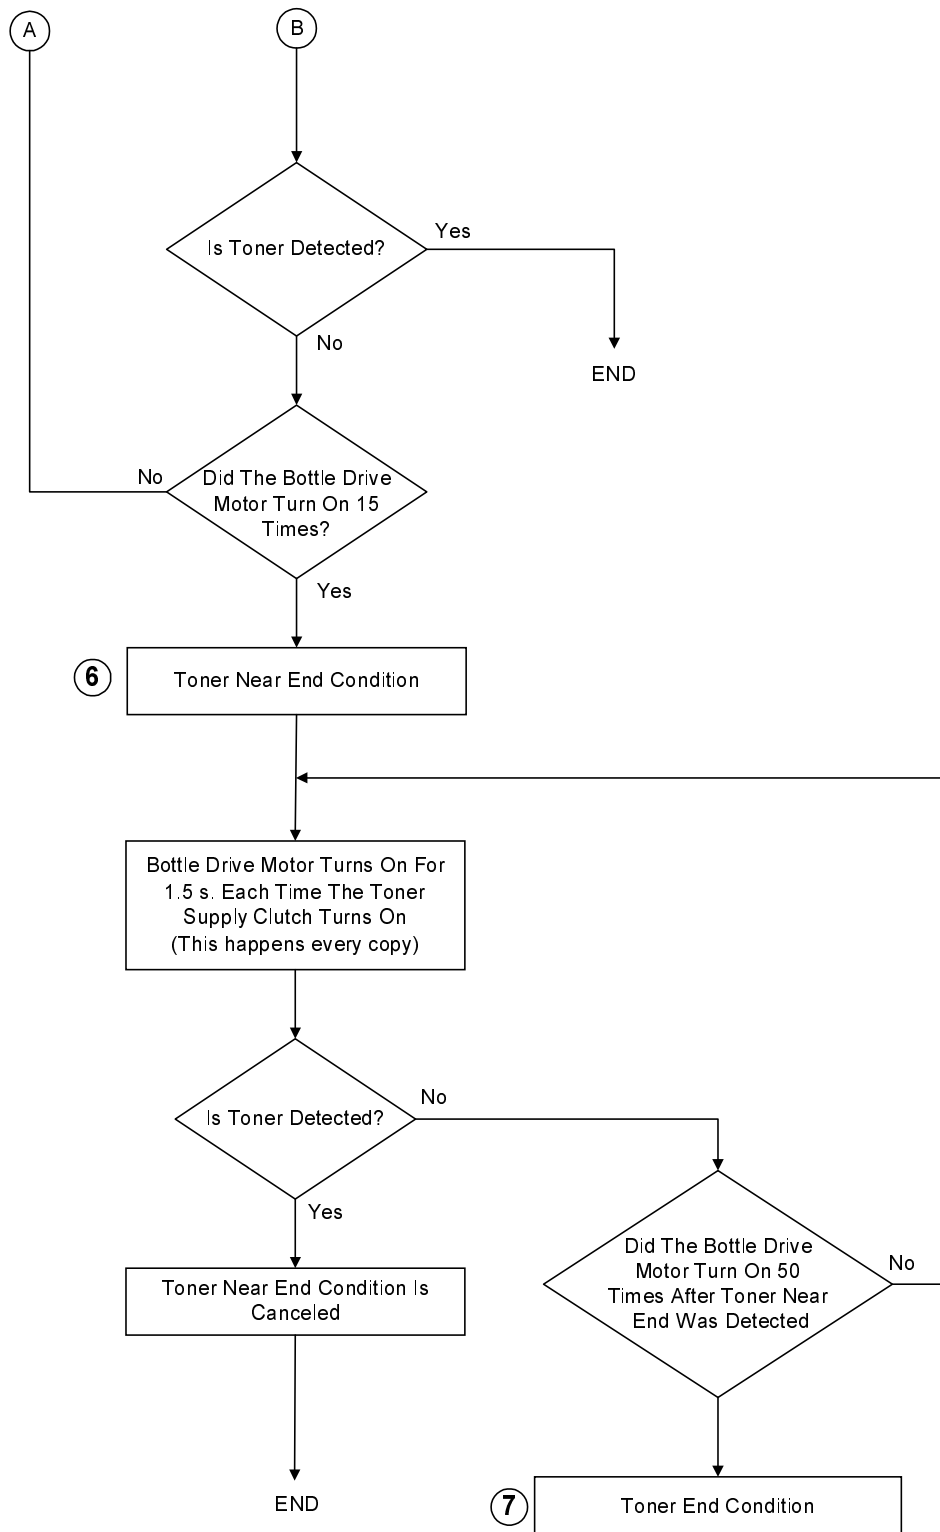 A
B
Is Toner Detected?
Yes
No
END
No
Did The Bottle Drive
Motor Turn On 15
Times?
Yes
6
Toner Near End Condition
Bottle Drive Motor Turns On For
1.5 s. Each Time The Toner
Supply Clutch Turns On
(This happens every copy)
Is Toner Detected?
No
Yes
Did The Bottle Drive
Motor Turn On 50
Times After Toner Near
End Was Detected
No
Toner Near End Condition Is
Canceled
END
7
Toner End Condition